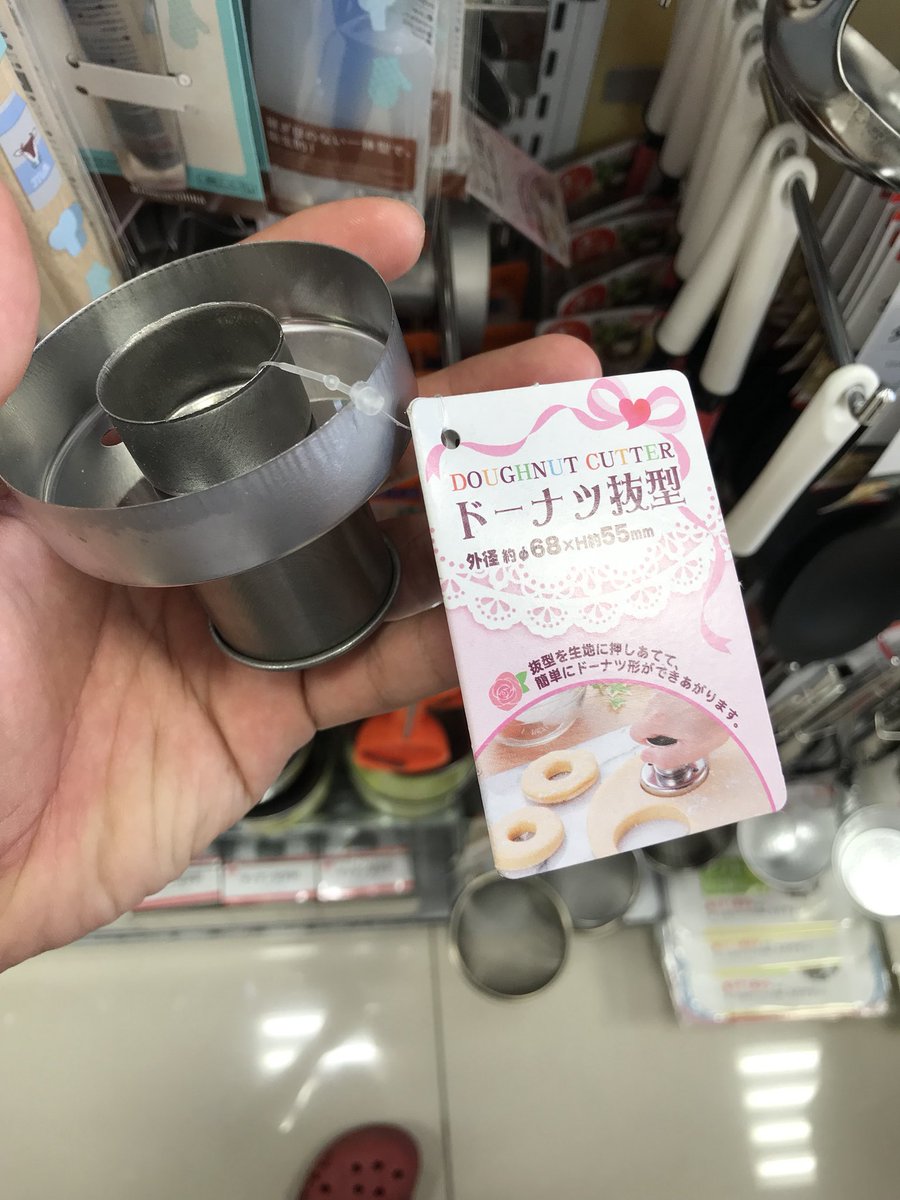 DOUGHNUT CUTTER
ドーナツ抜型
外径 約φ68×H約55mm
抜型を生地に押しあてて、
簡単にドーナツ形ができあがります。